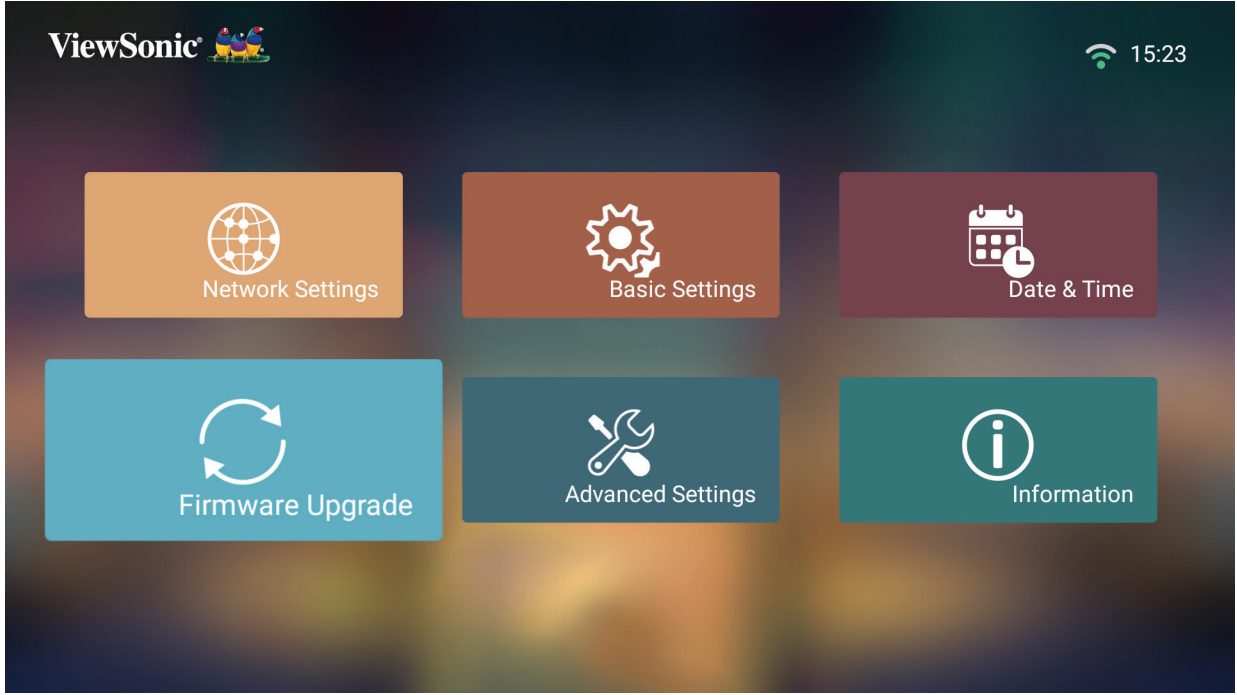 ViewSonic®
15:23
Network Settings
Basic Settings
Date & Time
Firmware Upgrade
Advanced Settings
Information